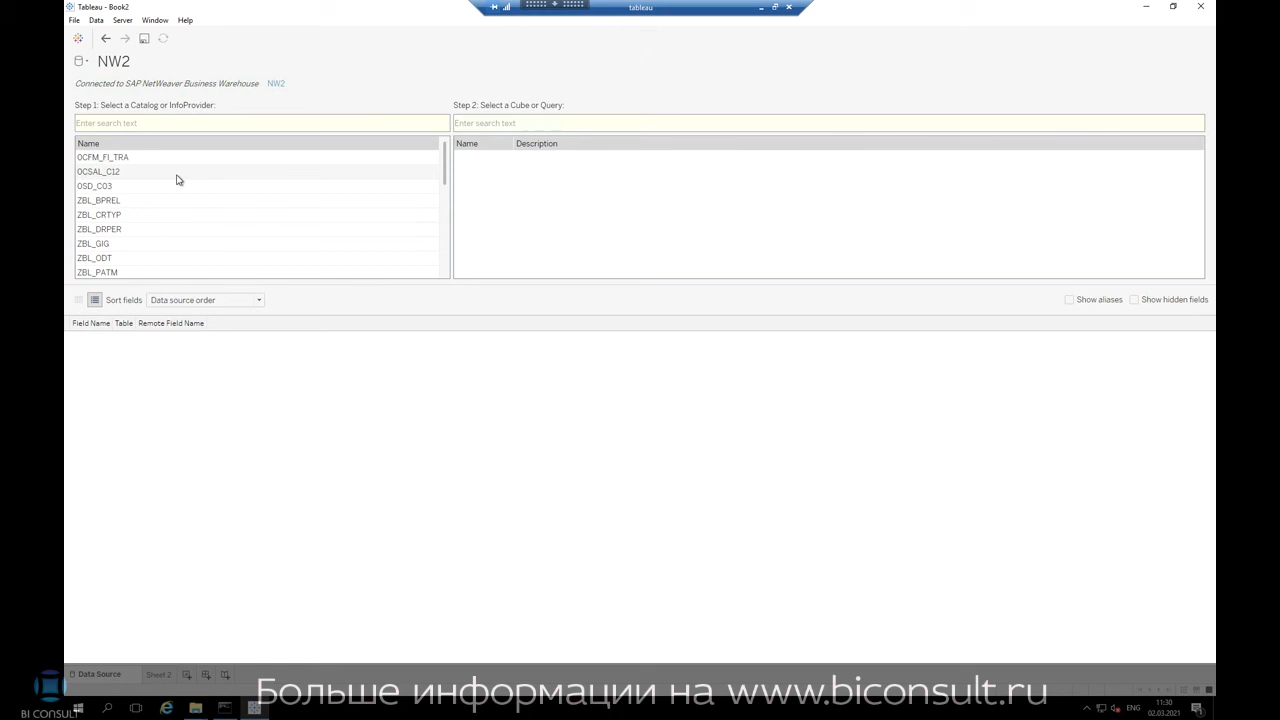 Tableau - Book2
tableau
File Data Server Window Help
NW2
Connected to SAP NetWeaver Business Warehouse NW2
Step 1: Select a Catalog or InfoProvider:
Step 2: Select a Cube or Query:
Enter search text
Enter search text
Name
Name Description
0CFM_FI_TRA
0CSAL_C12
0SD_C03
ZBL_BPREL
ZBL_CRTYP
ZBL_DRPER
ZBL_GIG
ZBL_ODT
ZBL_PATM
Sort fields Data source order
Show aliases Show hidden fields
Field Name Table Remote Field Name
Data Source Sheet 2
Больше информации на www.biconsult.ru
BI CONSULT
ENG
11:30
02.03.2021